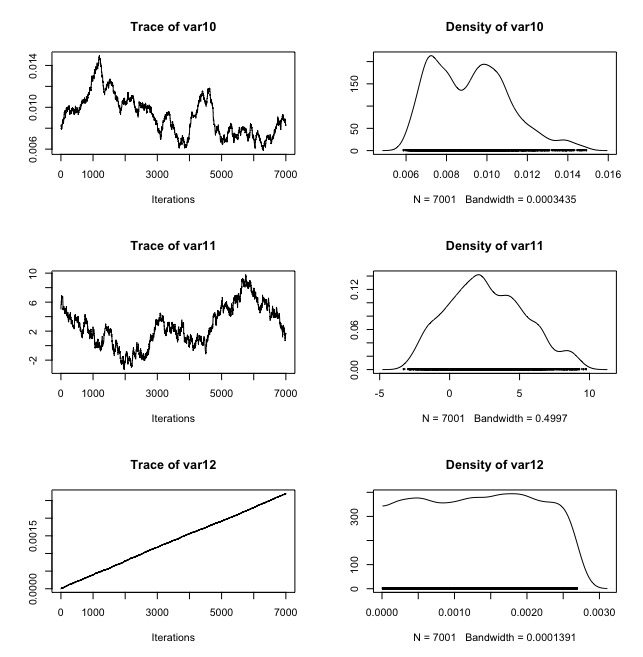 Trace of var10
0.006 0.010 0.014
0 1000 3000 5000 7000
Iterations
Density of var10
0 50 150
0.006 0.008 0.010 0.012 0.014 0.016
N = 7001 Bandwidth = 0.0003435
Trace of var11
-2 2 6 10
0 1000 3000 5000 7000
Iterations
Density of var11
0.00 0.06 0.12
-5 0 5 10
N = 7001 Bandwidth = 0.4997
Trace of var12
0.0000 0.0015
0 1000 3000 5000 7000
Iterations
Density of var12
0 100 300
0.0000 0.0010 0.0020 0.0030
N = 7001 Bandwidth = 0.0001391